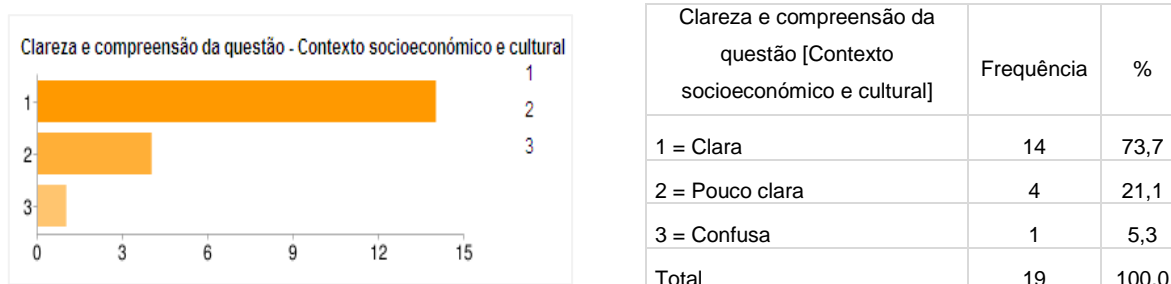 Clareza e compreensão da questão - Contexto socioeconómico e cultural
1
2
3
1
2
3
0 3 6 9 12 15
Clareza e compreensão da
questão [Contexto
socioeconómico e cultural]
Frequência %
1 = Clara 14 73,7
2 = Pouco clara 4 21,1
3 = Confusa 1 5,3
Total 19 100,0